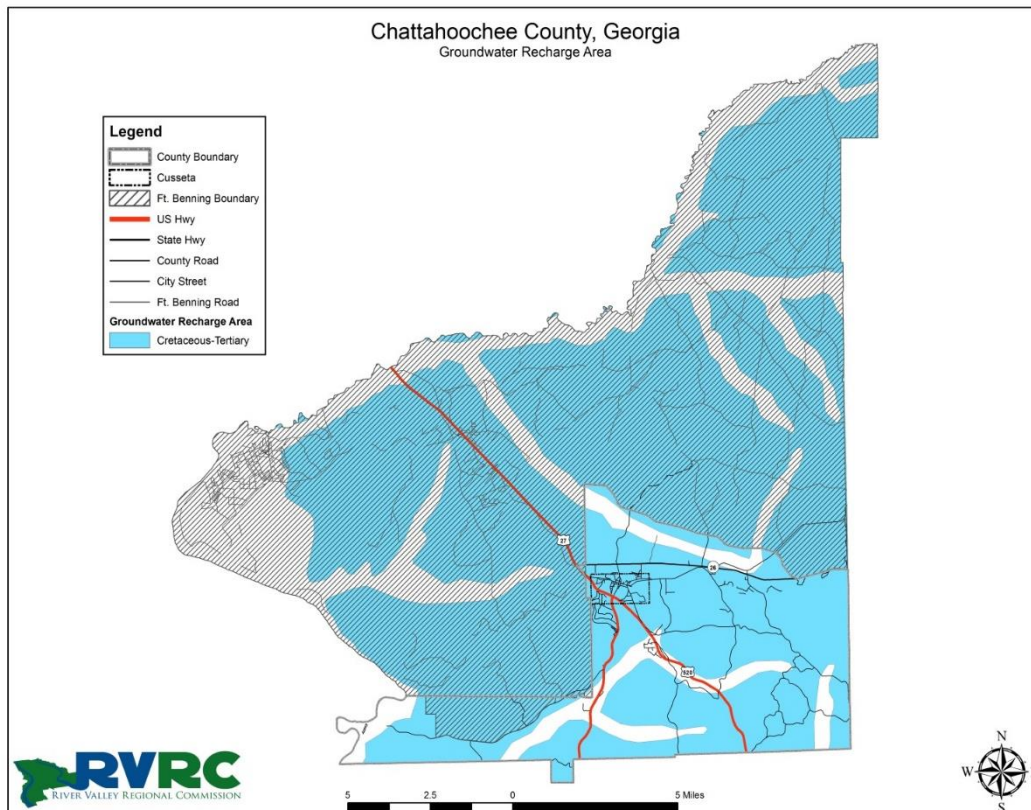 Chattahoochee County, Georgia
Groundwater Recharge Area
Legend
County Boundary
Cusseta
Ft. Benning Boundary
US Hwy
State Hwy
County Road
City Street
Ft. Benning Road
Groundwater Recharge Area
Cretaceous-Tertiary
27
26
520
N
W E
S
RVRC
RIVER VALLEY REGIONAL COMMISSION
5 2.5 0 5 Miles